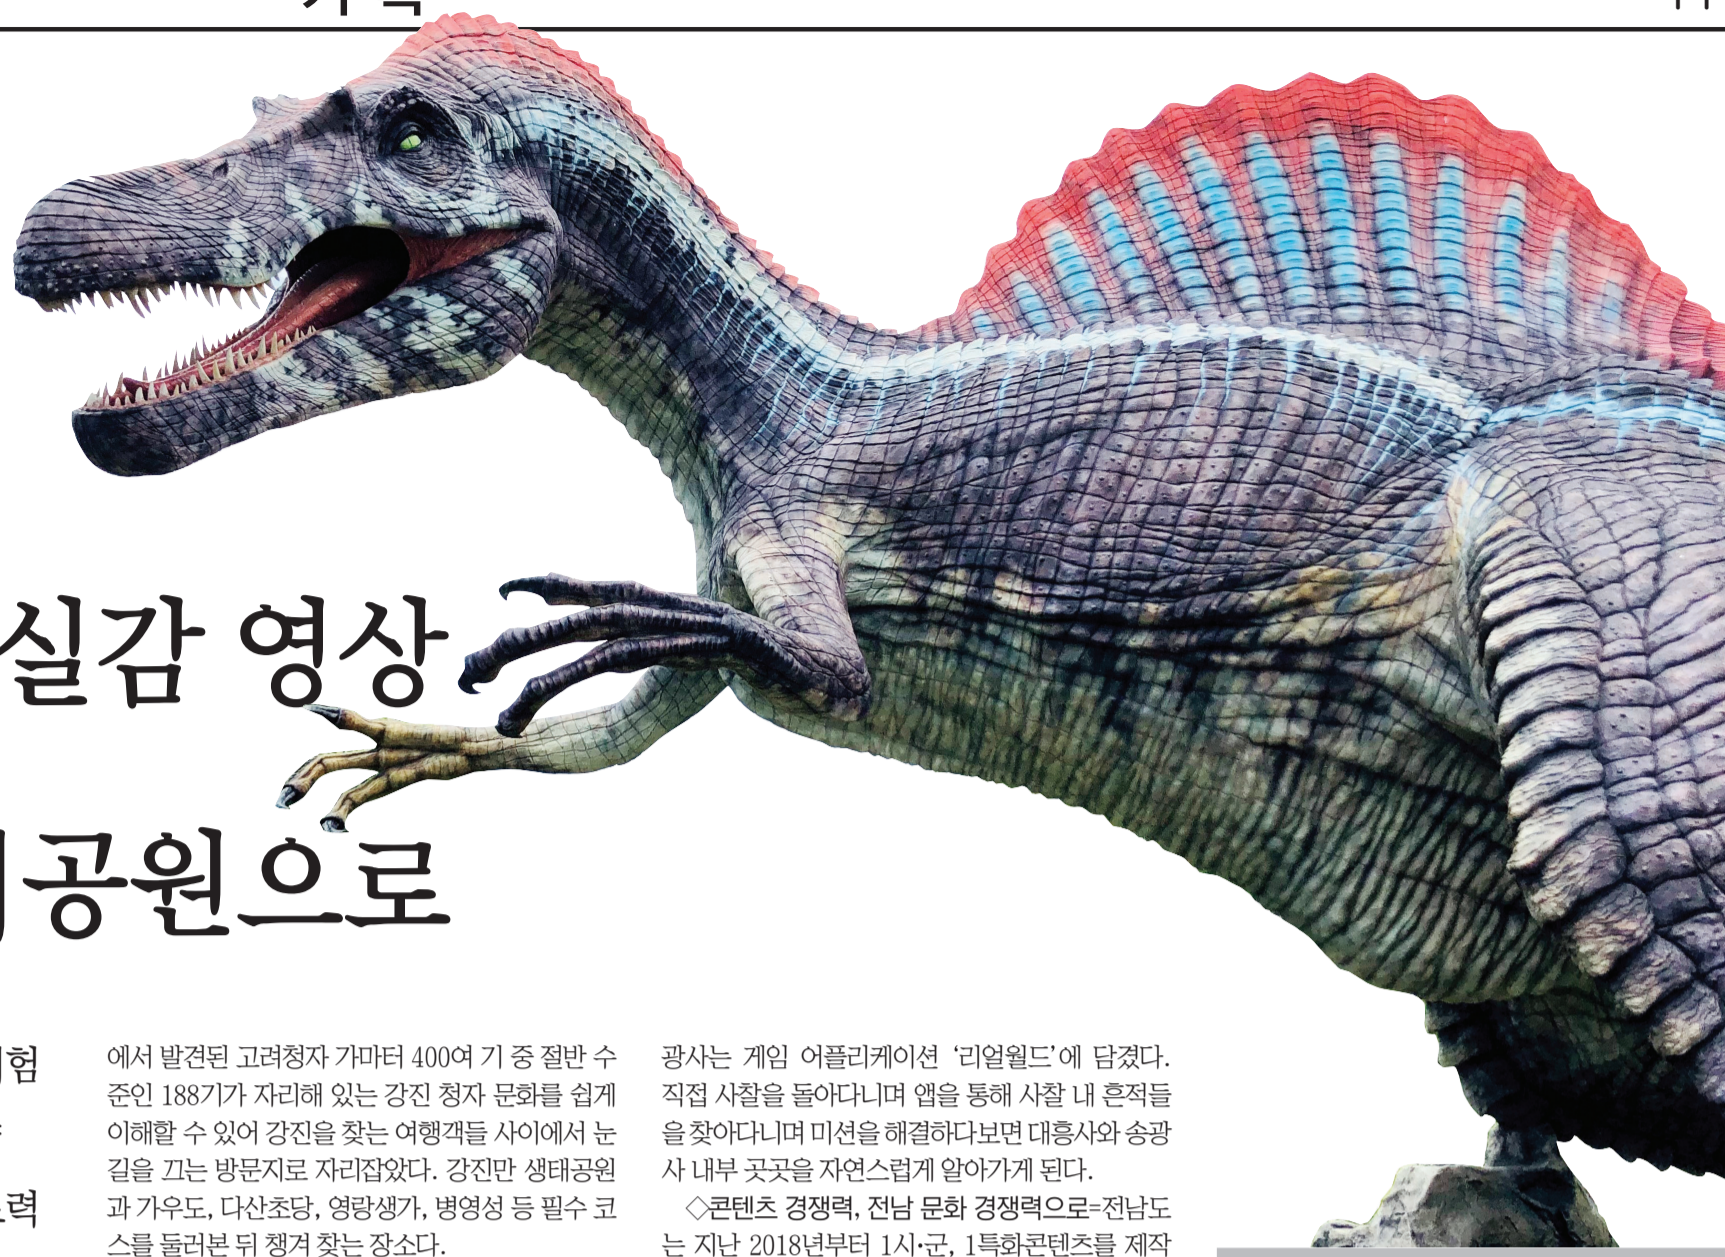 실감 영상
공원으로
험
력
에서 발견된 고려청자 가마터 400여 기 중 절반 수
준인 188기가 자리해 있는 강진 청자 문화를 쉽게
이해할 수 있어 강진을 찾는 여행객들 사이에서 눈
길을 끄는 방문지로 자리잡았다. 강진만 생태공원
과 가우도, 다산초당, 영랑생가, 병영성 등 필수 코
스를 둘러본 뒤 챙겨 찾는 장소다.
광사는 게임 어플리케이션 ‘리얼월드’에 담겼다.
직접 사찰을 돌아다니며 앱을 통해 사찰 내 흔적들
을 찾아다니며 미션을 해결하다보면 대흥사와 송광
사 내부 곳곳을 자연스럽게 알아가게 된다.
◇콘텐츠 경쟁력, 전남 문화 경쟁력으로=전남도
는 지난 2018년부터 1시·군, 1특화콘텐츠를 제작